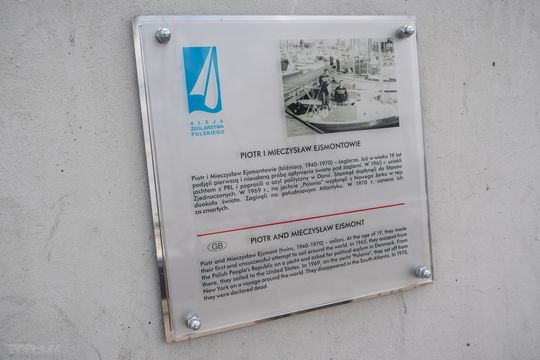 ALEJA
ŻEGLARSTWA
POLSKIEGO
PIOTR I MIECZYSŁAW EJSMONTOWIE
Piotr i Mieczysław Ejsmontowie (bliźniacy, 1940-1970) – żeglarze. Już w wieku 19 lat
podjęli pierwszą i nieudaną próbę opłynięcia świata pod żaglami. W 1965 r. uciekli
jachtem z PRL i poprosili o azyl polityczny w Danii. Stamtąd dopłynęli do Stanów
Zjednoczonych. W 1969 r., na jachcie „Polonia” wypłynęli z Nowego Jorku w rejs
dookoła świata. Zaginęli na południowym Atlantyku. W 1970 r. uznano ich
za zmarłych.
GB
PIOTR AND MIECZYSŁAW EJSMONT
Piotr and Mieczysław Ejsmont (twins, 1940-1970) – sailors. At the age of 19, they made
their first and unsuccessful attempt to sail around the world. In 1965, they escaped from
the Polish People's Republic on a yacht and asked for political asylum in Denmark. From
there, they sailed to the United States. In 1969, on the yacht "Polonia", they set off from
New York on a voyage around the world. They disappeared in the South Atlantic. In 1970,
they were declared dead.